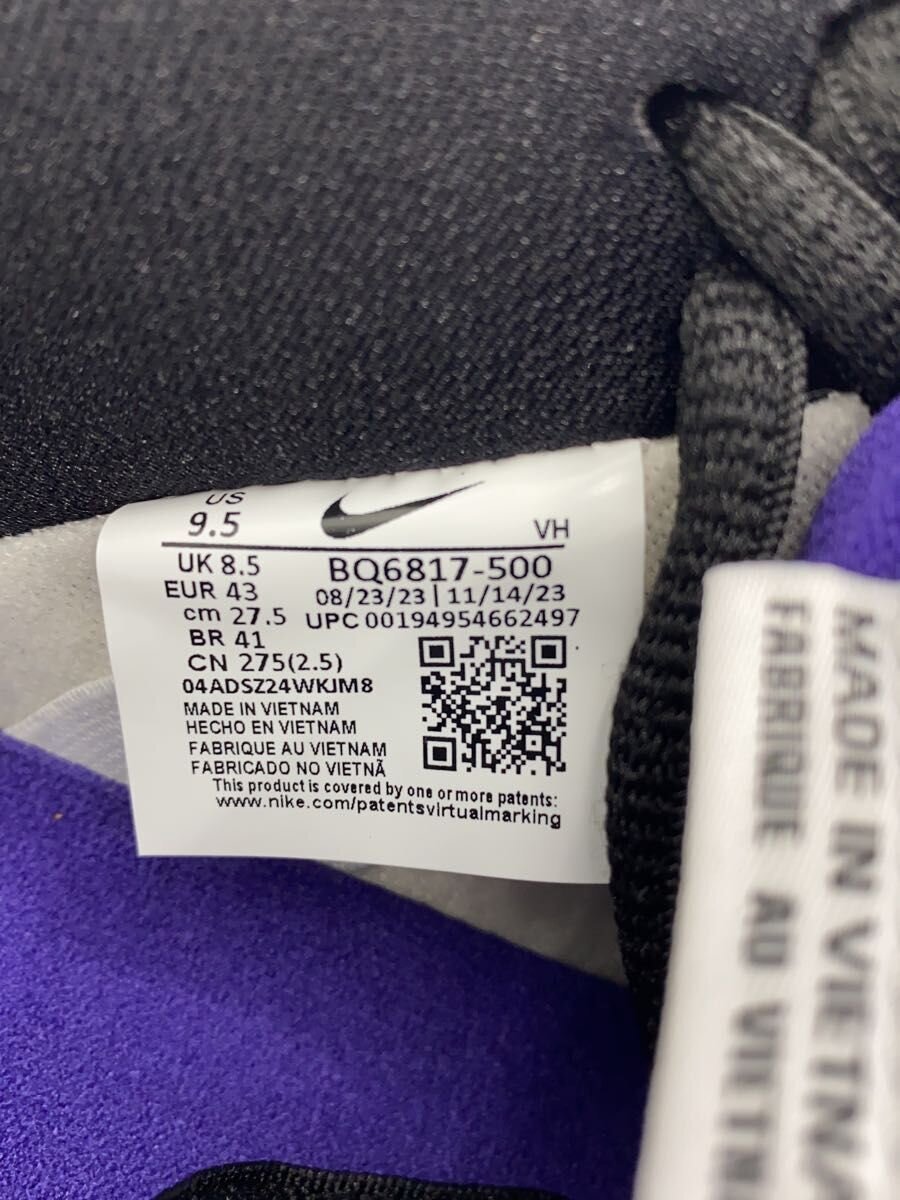 US
9.5
VH
UK 8.5
BQ6817-500
EUR 43
08/23/23 | 11/14/23
cm 27.5
UPC 00194954662497
BR 41
CN 275(2.5)
04ADSZ24WKJM8
MADE IN VIETNAM
HECHO EN VIETNAM
FABRIQUE AU VIETNAM
FABRICADO NO VIETNÃ
This product is covered by one or more patents:
www.nike.com/patentsvirtualmarking
MADE IN VIETNA
FABRIQUE AU VIETN